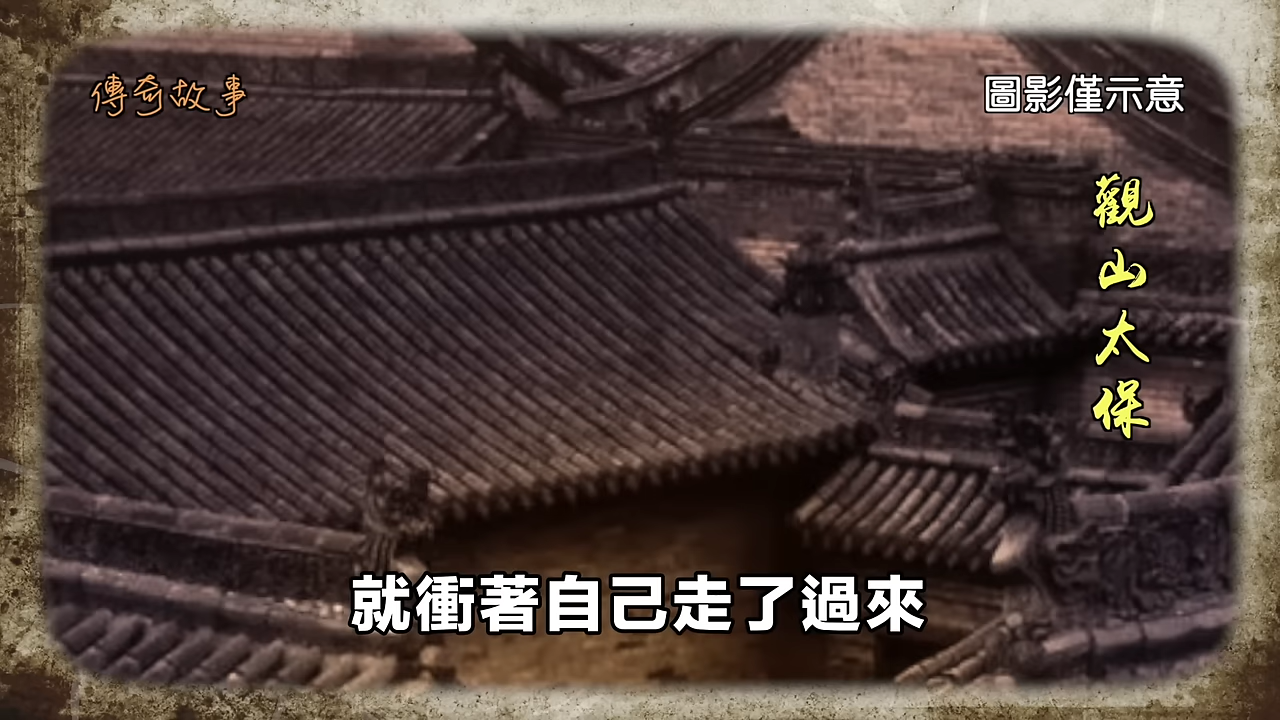 傳奇故事
圖影僅示意
觀山太保
就衝著自己走了過來